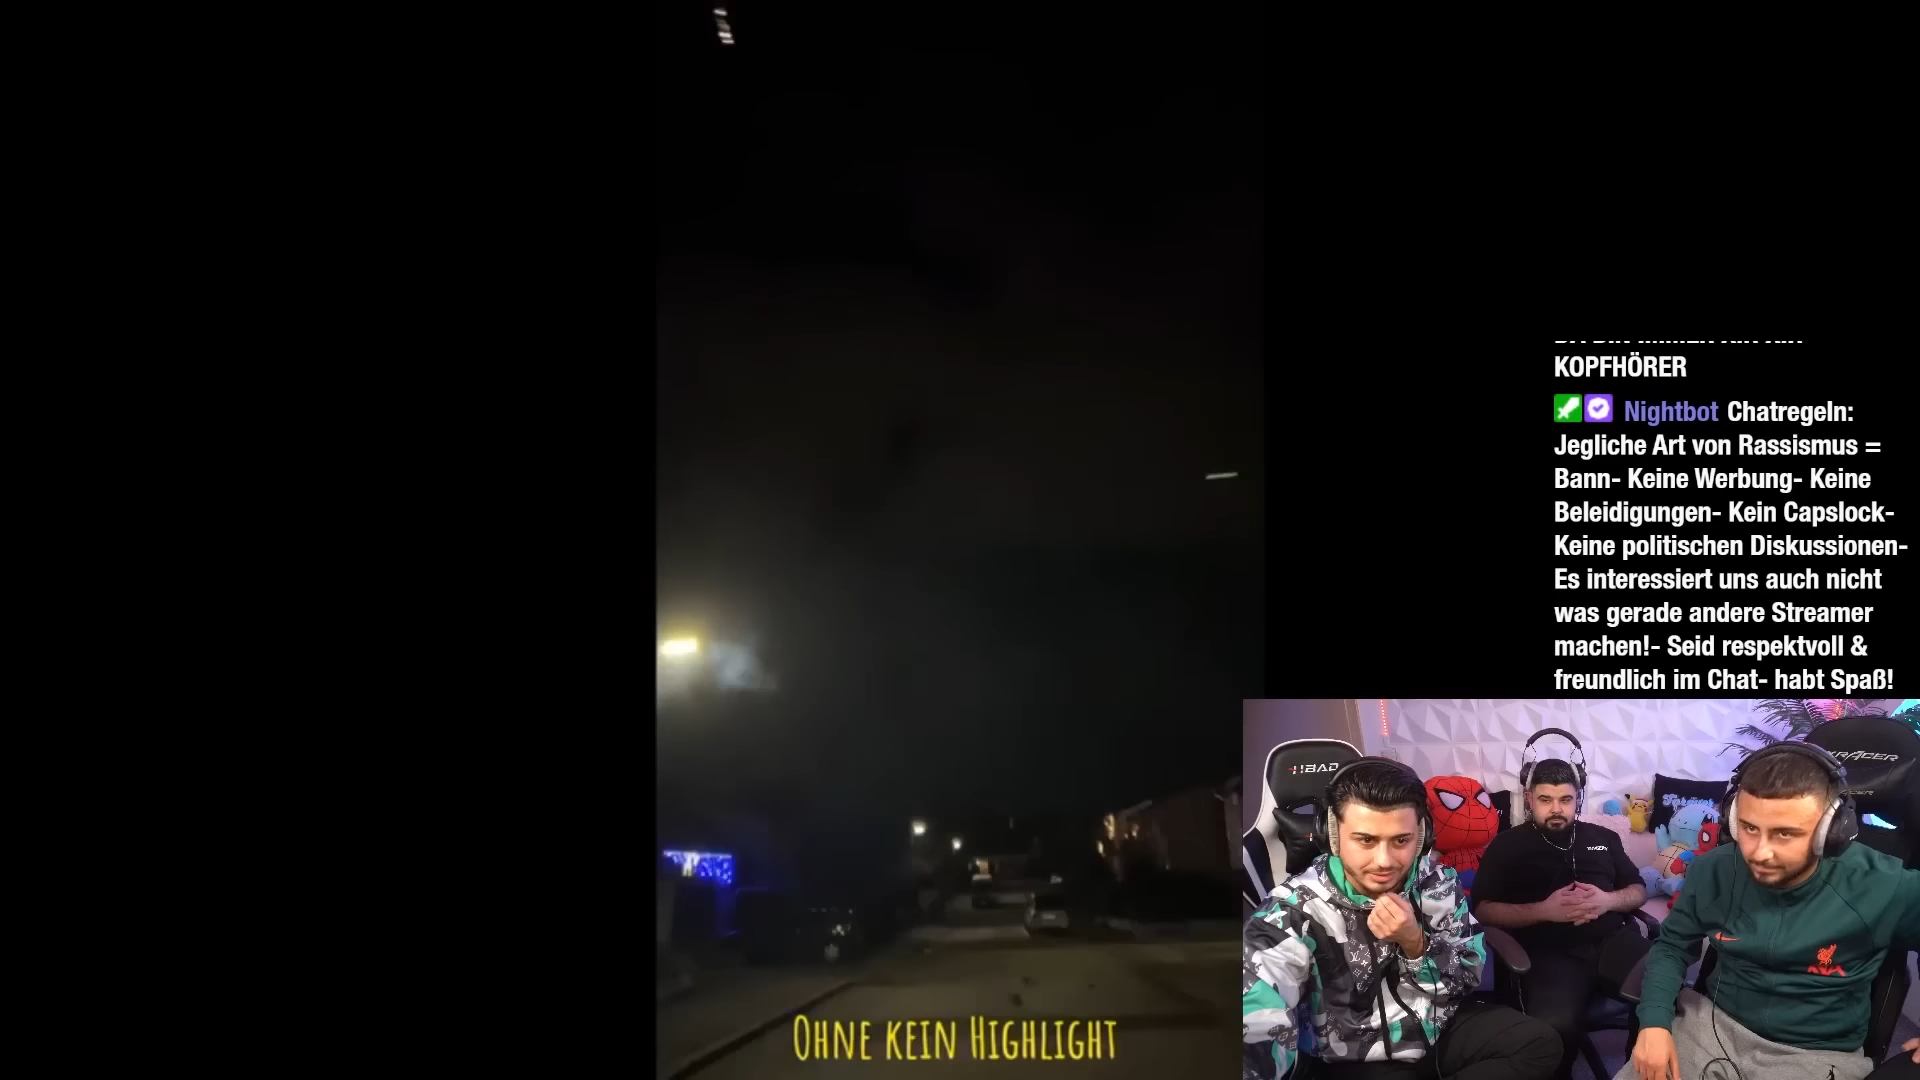 KOPFHÖRER
Nightbot Chatregeln:
Jegliche Art von Rassismus =
Bann- Keine Werbung- Keine
Beleidigungen- Kein Capslock-
Keine politischen Diskussionen-
Es interessiert uns auch nicht
was gerade andere Streamer
machen!- Seid respektvoll &
freundlich im Chat- habt Spaß!
HBAD
OHNE KEIN HIGHLIGHT